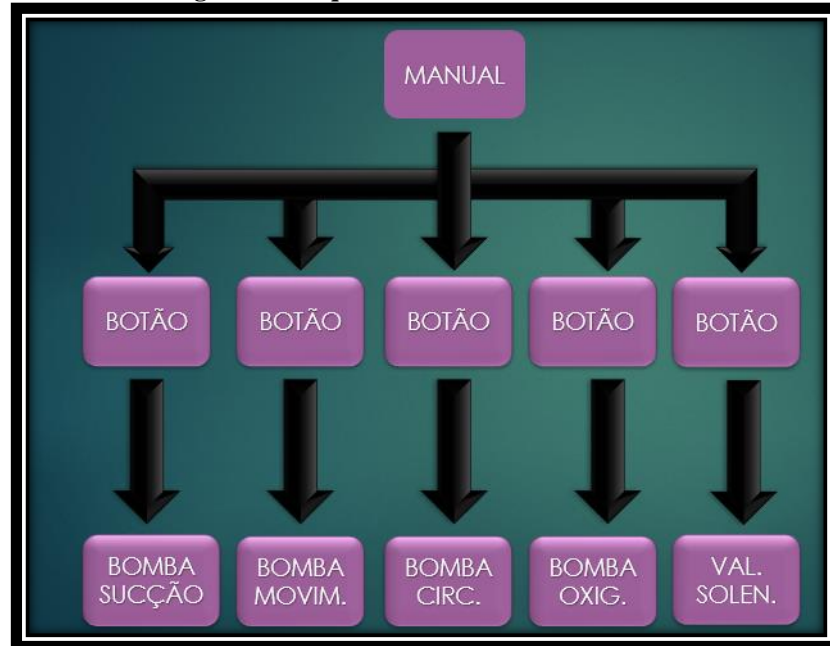 MANUAL
BOTÃO
BOTÃO
BOTÃO
BOTÃO
BOTÃO
BOMBA
SUCÇÃO
BOMBA
MOVIM.
BOMBA
CIRC.
BOMBA
OXIG.
VAL.
SOLEN.